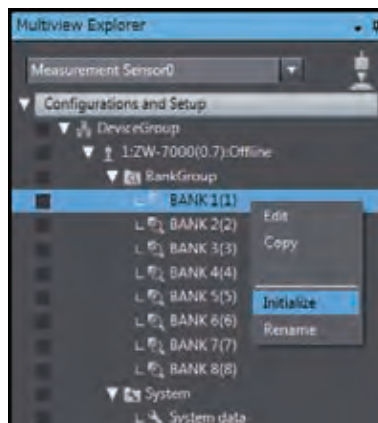 Multiview Explorer
Measurement Sensor0
Configurations and Setup
DeviceGroup
1:ZW-7000(0.7):Offline
BankGroup
BANK 1(1)
BANK 2(2)
BANK 3(3)
BANK 4(4)
BANK 5(5)
BANK 6(6)
BANK 7(7)
BANK 8(8)
System
System data
Edit
Copy
Initialize
Rename